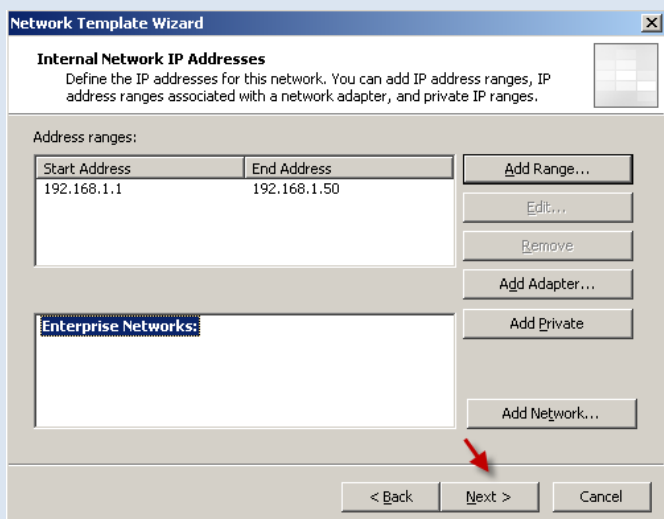 Network Template Wizard
Internal Network IP Addresses
Define the IP addresses for this network. You can add IP address ranges, IP
address ranges associated with a network adapter, and private IP ranges.
Address ranges:
Start Address End Address
192.168.1.1 192.168.1.50
Add Range...
Edit...
Remove
Add Adapter...
Enterprise Networks:
Add Private
Add Network...
< Back Next > Cancel